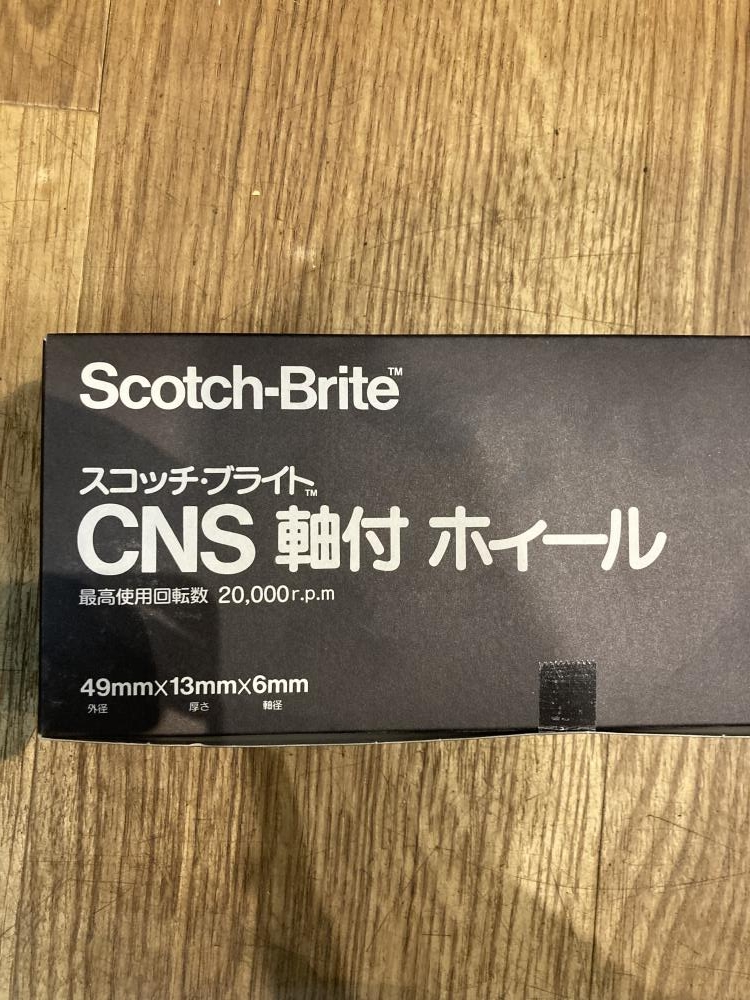 Scotch-Brite™
スコッチ・ブライト™
CNS 軸付 ホイール
最高使用回転数 20,000r.p.m
49mm×13mm×6mm
外径 厚さ 軸径